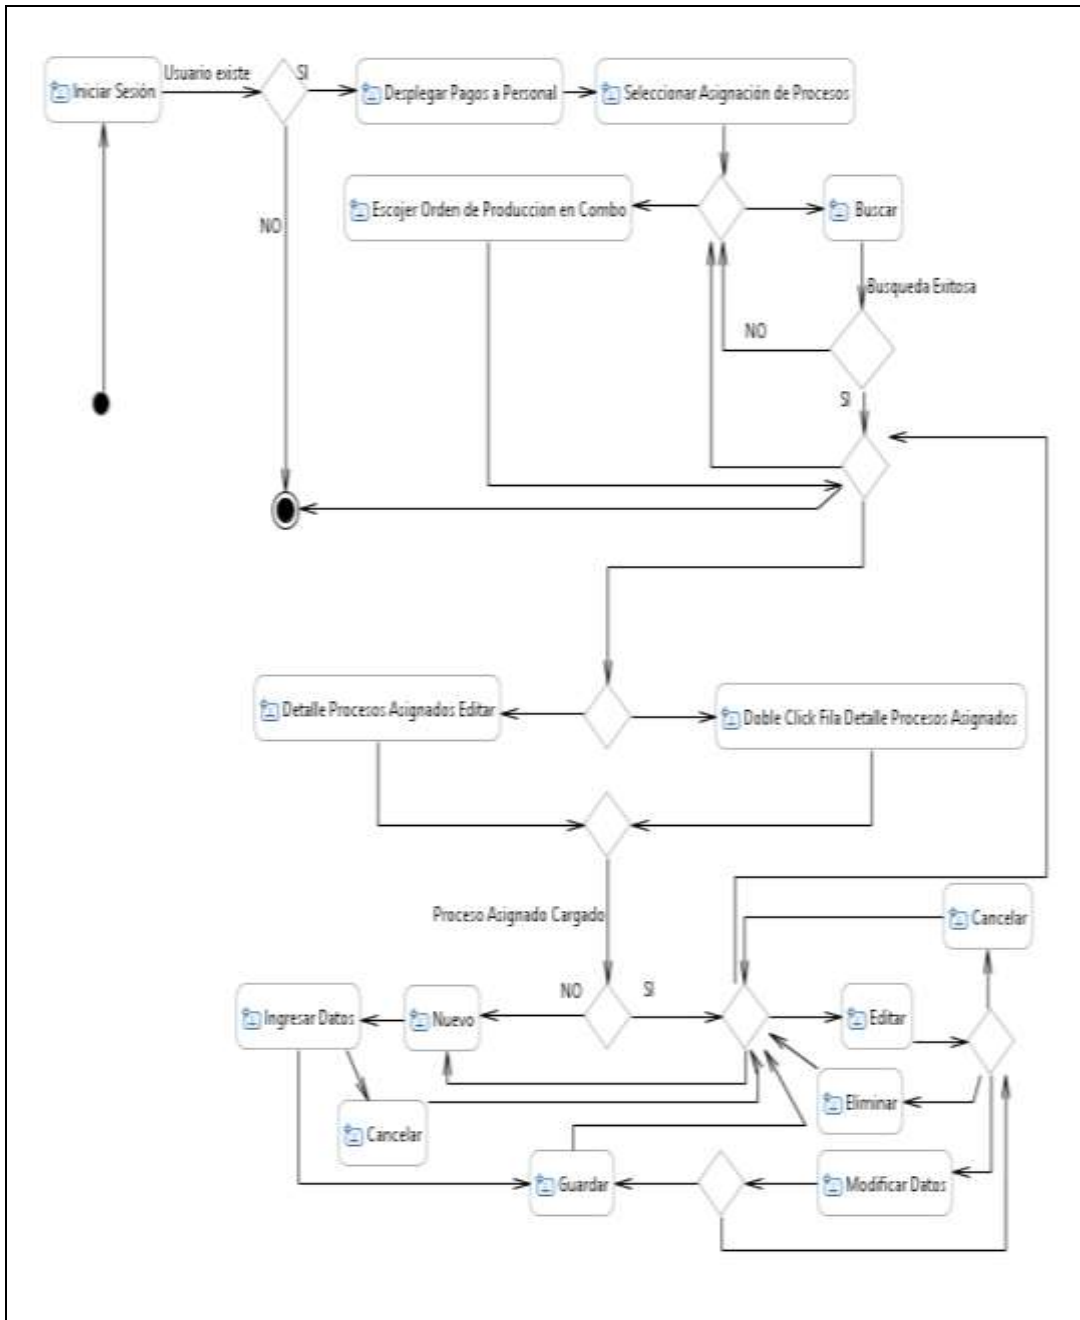 Iniciar Sesión
Usuario existe
SI
Desplegar Pagos a Personal
Seleccionar Asignación de Procesos
NO
Escojer Orden de Produccion en Combo
Buscar
Busqueda Exitosa
NO
SI
Detalle Procesos Asignados Editar
Doble Click Fila Detalle Procesos Asignados
Proceso Asignado Cargado
Cancelar
NO
SI
Ingresar Datos
Nuevo
Editar
Eliminar
Cancelar
Guardar
Modificar Datos